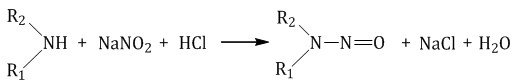 R2
NH + NaNO2 + HCl
R1
R2
N—N=O + NaCl + H2O
R1